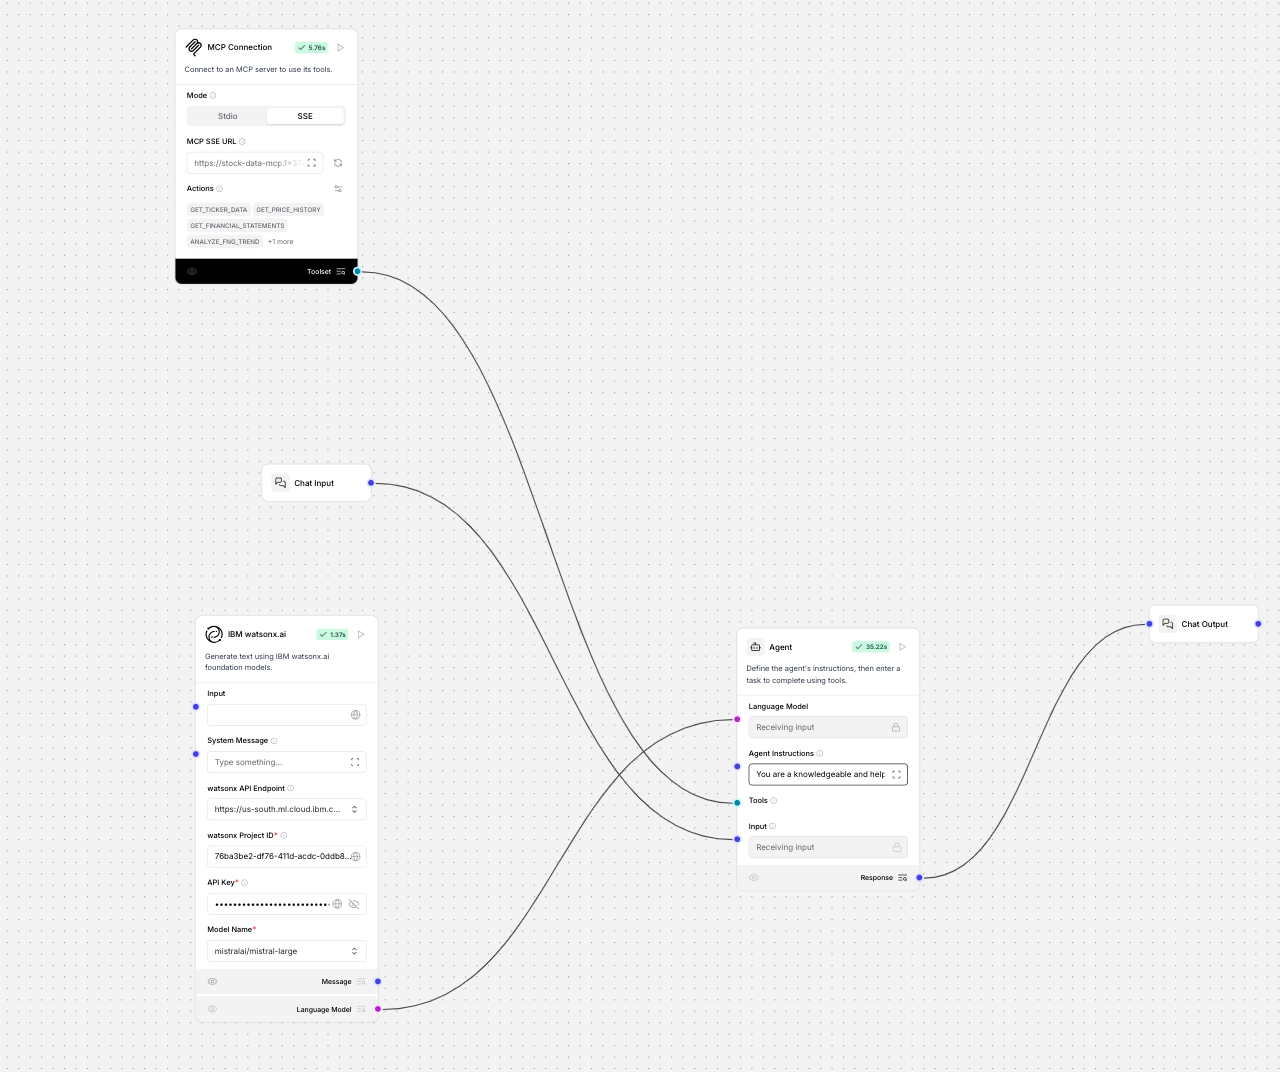 MCP Connection
5.76s
Connect to an MCP server to use its tools.
Mode
Stdio
SSE
MCP SSE URL
https://stock-data-mcp.
Actions
GET_TICKER_DATA GET_PRICE_HISTORY
GET_FINANCIAL_STATEMENTS
ANALYZE_FNG_TREND +1 more
Toolset
Chat Input
IBM watsonx.ai
1.37s
Generate text using IBM watsonx.ai
foundation models.
Input
System Message
Type something...
watsonx API Endpoint
https://us-south.ml.cloud.ibm.c...
watsonx Project ID*
76ba3be2-df76-411d-acdc-0ddb8...
API Key*
Model Name*
mistralai/mistral-large
Message
Language Model
Agent
35.22s
Define the agent's instructions, then enter a
task to complete using tools.
Language Model
Receiving input
Agent Instructions
You are a knowledgeable and help
Tools
Input
Receiving input
Response
Chat Output